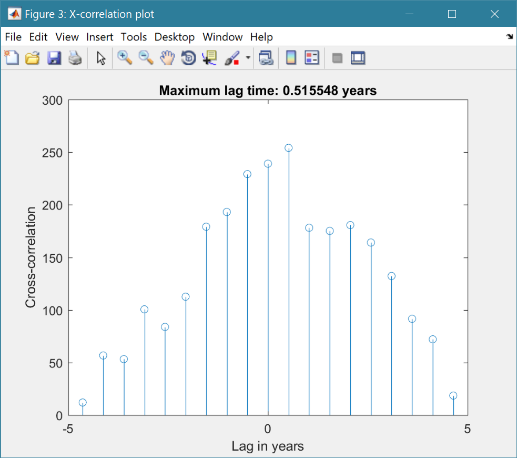 Figure 3: X-correlation plot
File Edit View Insert Tools Desktop Window Help
Maximum lag time: 0.515548 years
300
250
200
150
100
50
0
Cross-correlation
-5 0 5
Lag in years